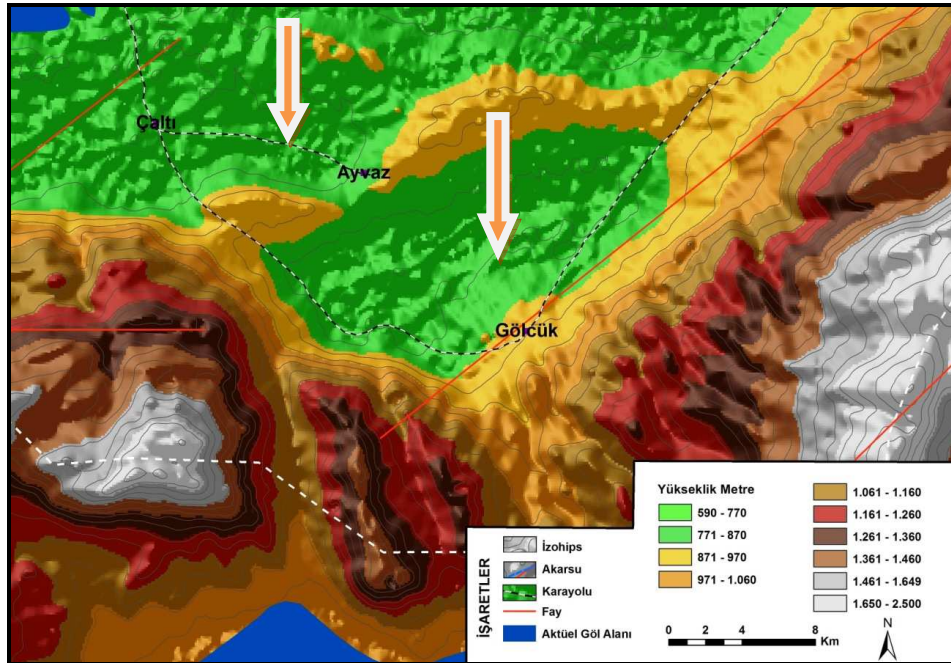 Çaltı
Ayvaz
Gölcük
İŞARETLER
İzohips
Akarsu
Karayolu
Fay
Aktüel Göl Alanı
Yükseklik Metre
590 - 770
771 - 870
871 - 970
971 - 1.060
1.061 - 1.160
1.161 - 1.260
1.261 - 1.360
1.361 - 1.460
1.461 - 1.649
1.650 - 2.500
0 2 4 8
Km
N